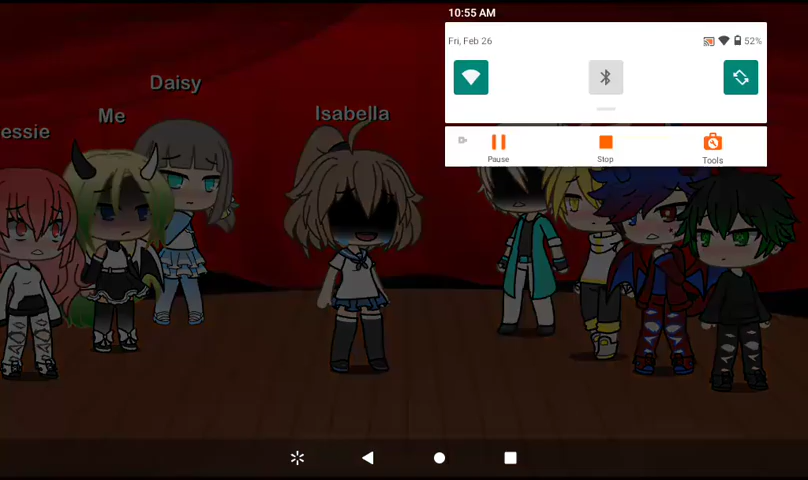 10:55 AM
Fri, Feb 26
52%
Pause
Stop
Tools
Daisy
Me
Isabella
essie